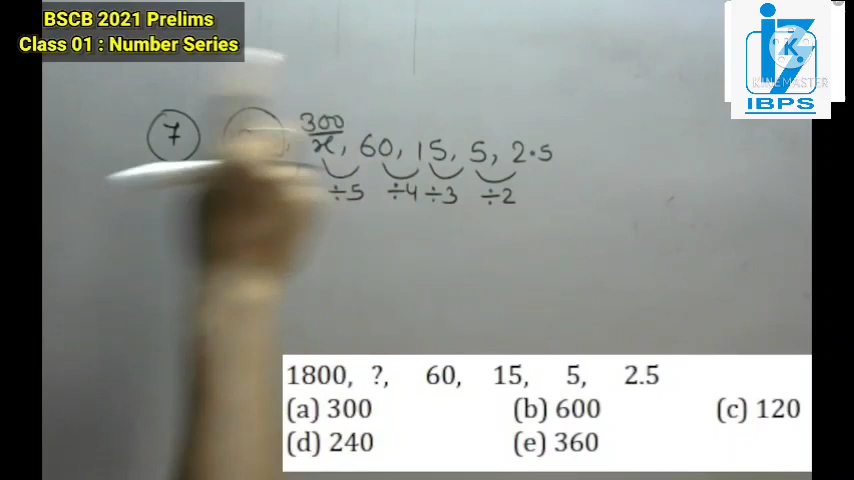 BSCB 2021 Prelims
Class 01 : Number Series
i7
K
KINEMASTER
IBPS
300
7 x, 60, 15, 5, 2.5
÷5 ÷4 ÷3 ÷2
1800, ?, 60, 15, 5, 2.5
(a) 300 (b) 600 (c) 120
(d) 240 (e) 360